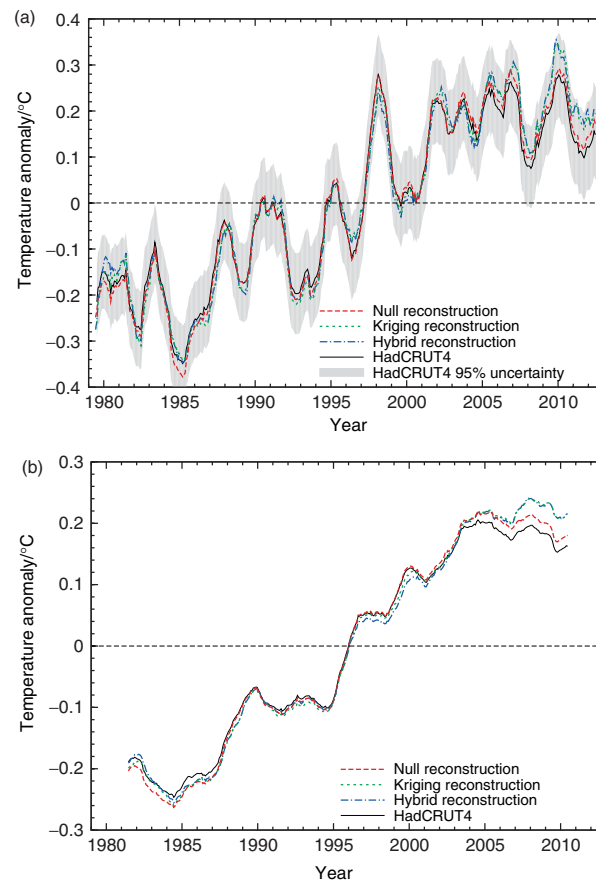 (a)
0.4
0.3
0.2
0.1
0
-0.1
-0.2
-0.3
-0.4
Temperature anomaly/°C
Null reconstruction
Kriging reconstruction
Hybrid reconstruction
HadCRUT4
HadCRUT4 95% uncertainty
1980 1985 1990 1995 2000 2005 2010
Year
(b)
0.3
0.2
0.1
0
-0.1
-0.2
-0.3
Temperature anomaly/°C
Null reconstruction
Kriging reconstruction
Hybrid reconstruction
HadCRUT4
1980 1985 1990 1995 2000 2005 2010
Year